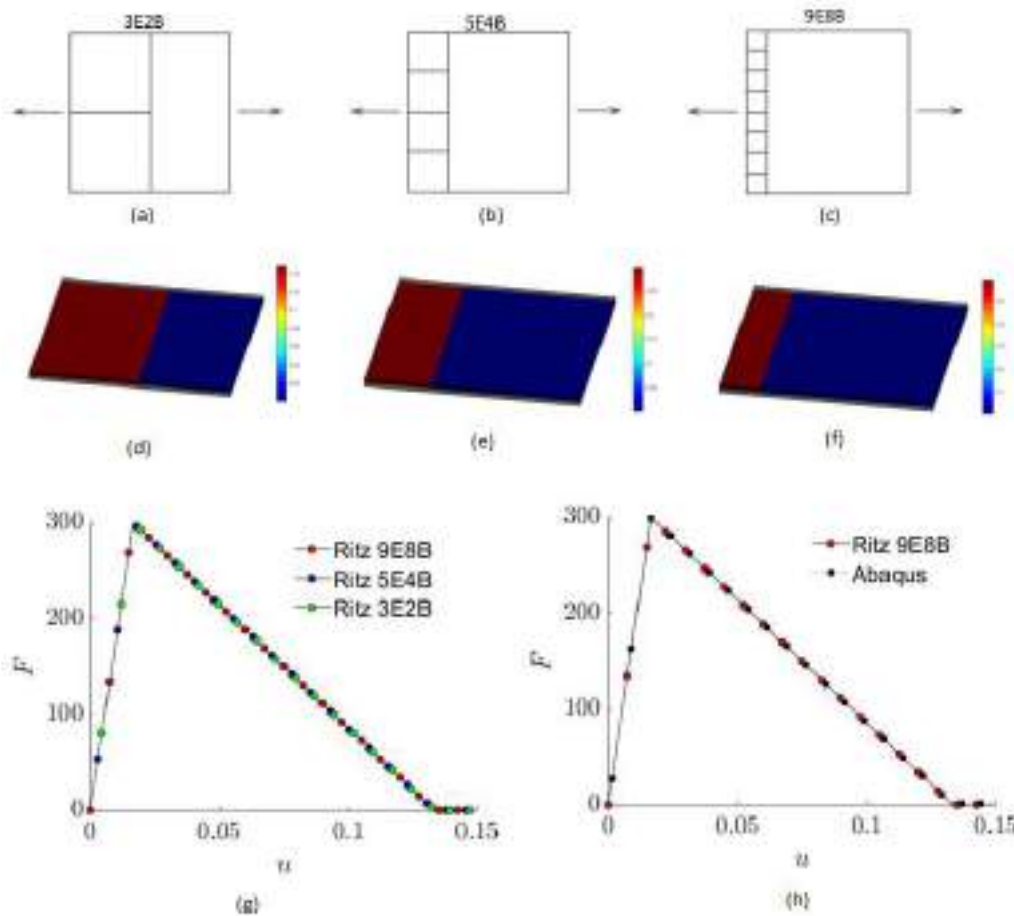 3E2B
5E4B
9E8B
(a)
(b)
(c)
(d)
(e)
(f)
300
200
100
0
F
Ritz 9E8B
Ritz 5E4B
Ritz 3E2B
0
0.05
0.1
0.15
u
(g)
300
200
100
0
F
Ritz 9E8B
Abaqus
0
0.05
0.1
0.15
u
(h)